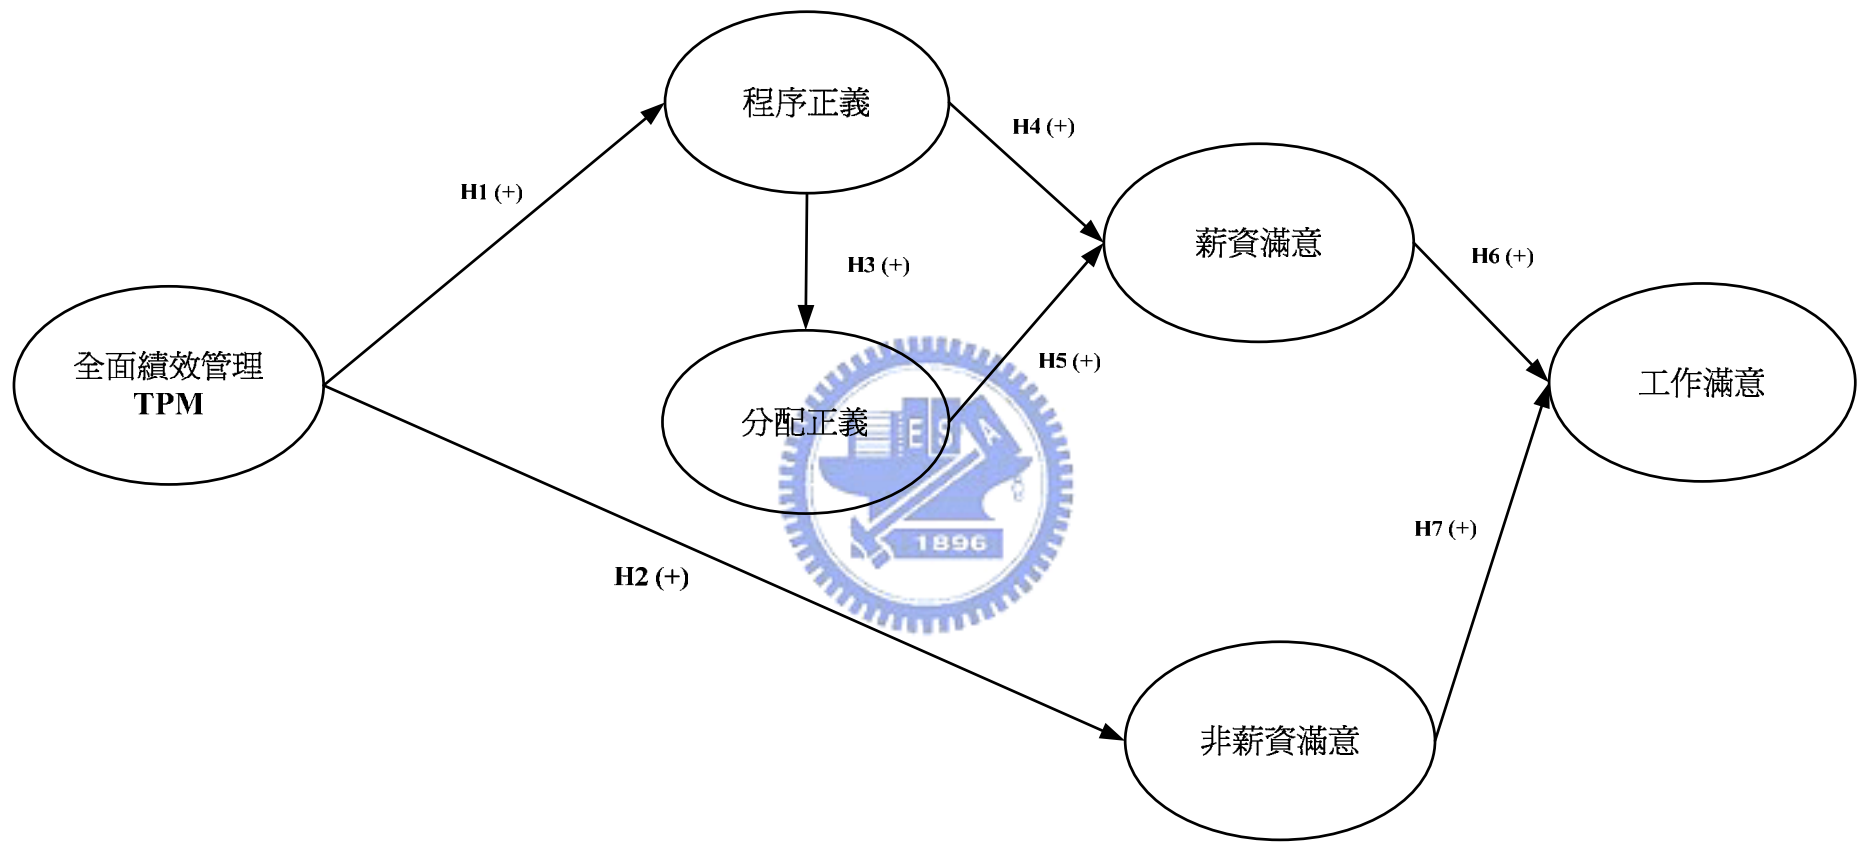 程序正義
H4 (+)
H1 (+)
薪資滿意
H3 (+)
H6 (+)
全面績效管理
TPM
H5 (+)
工作滿意
分配正義
E S A
1896
H7 (+)
H2 (+)
非薪資滿意